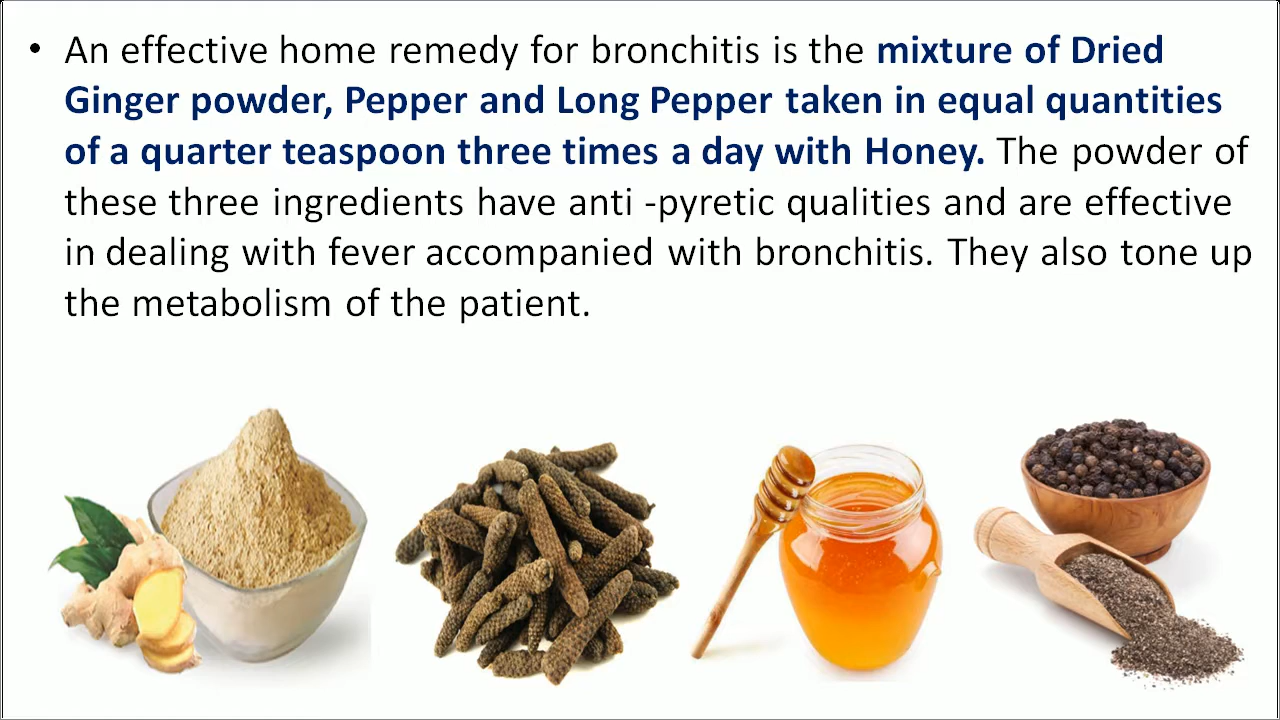 • An effective home remedy for bronchitis is the mixture of Dried
Ginger powder, Pepper and Long Pepper taken in equal quantities
of a quarter teaspoon three times a day with Honey. The powder of
these three ingredients have anti -pyretic qualities and are effective
in dealing with fever accompanied with bronchitis. They also tone up
the metabolism of the patient.